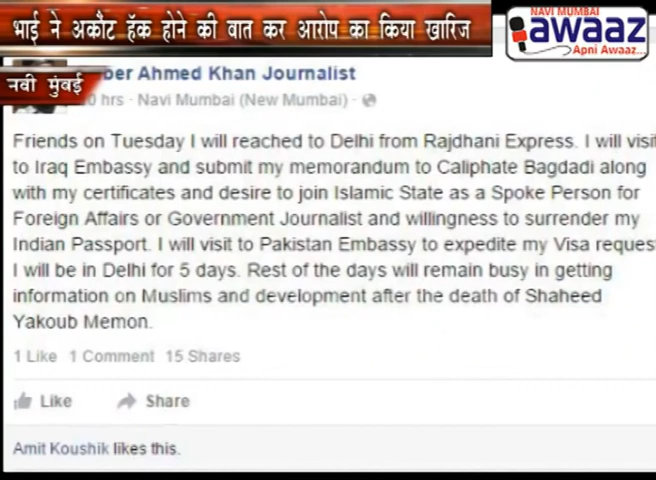 भाई ने अकौंट हॅक होने की बात कर आरोप का किया खारिज
NAVI MUMBAI
awaaz
Apni Awaaz...
ber Ahmed Khan Journalist
नवी मुंबई
0 hrs · Navi Mumbai (New Mumbai) ·
Friends on Tuesday I will reached to Delhi from Rajdhani Express. I will visit
to Iraq Embassy and submit my memorandum to Caliphate Bagdadi along
with my certificates and desire to join Islamic State as a Spoke Person for
Foreign Affairs or Government Journalist and willingness to surrender my
Indian Passport. I will visit to Pakistan Embassy to expedite my Visa reques
I will be in Delhi for 5 days. Rest of the days will remain busy in getting
information on Muslims and development after the death of Shaheed
Yakoub Memon.
1 Like 1 Comment 15 Shares
Like Share
Amit Koushik likes this.